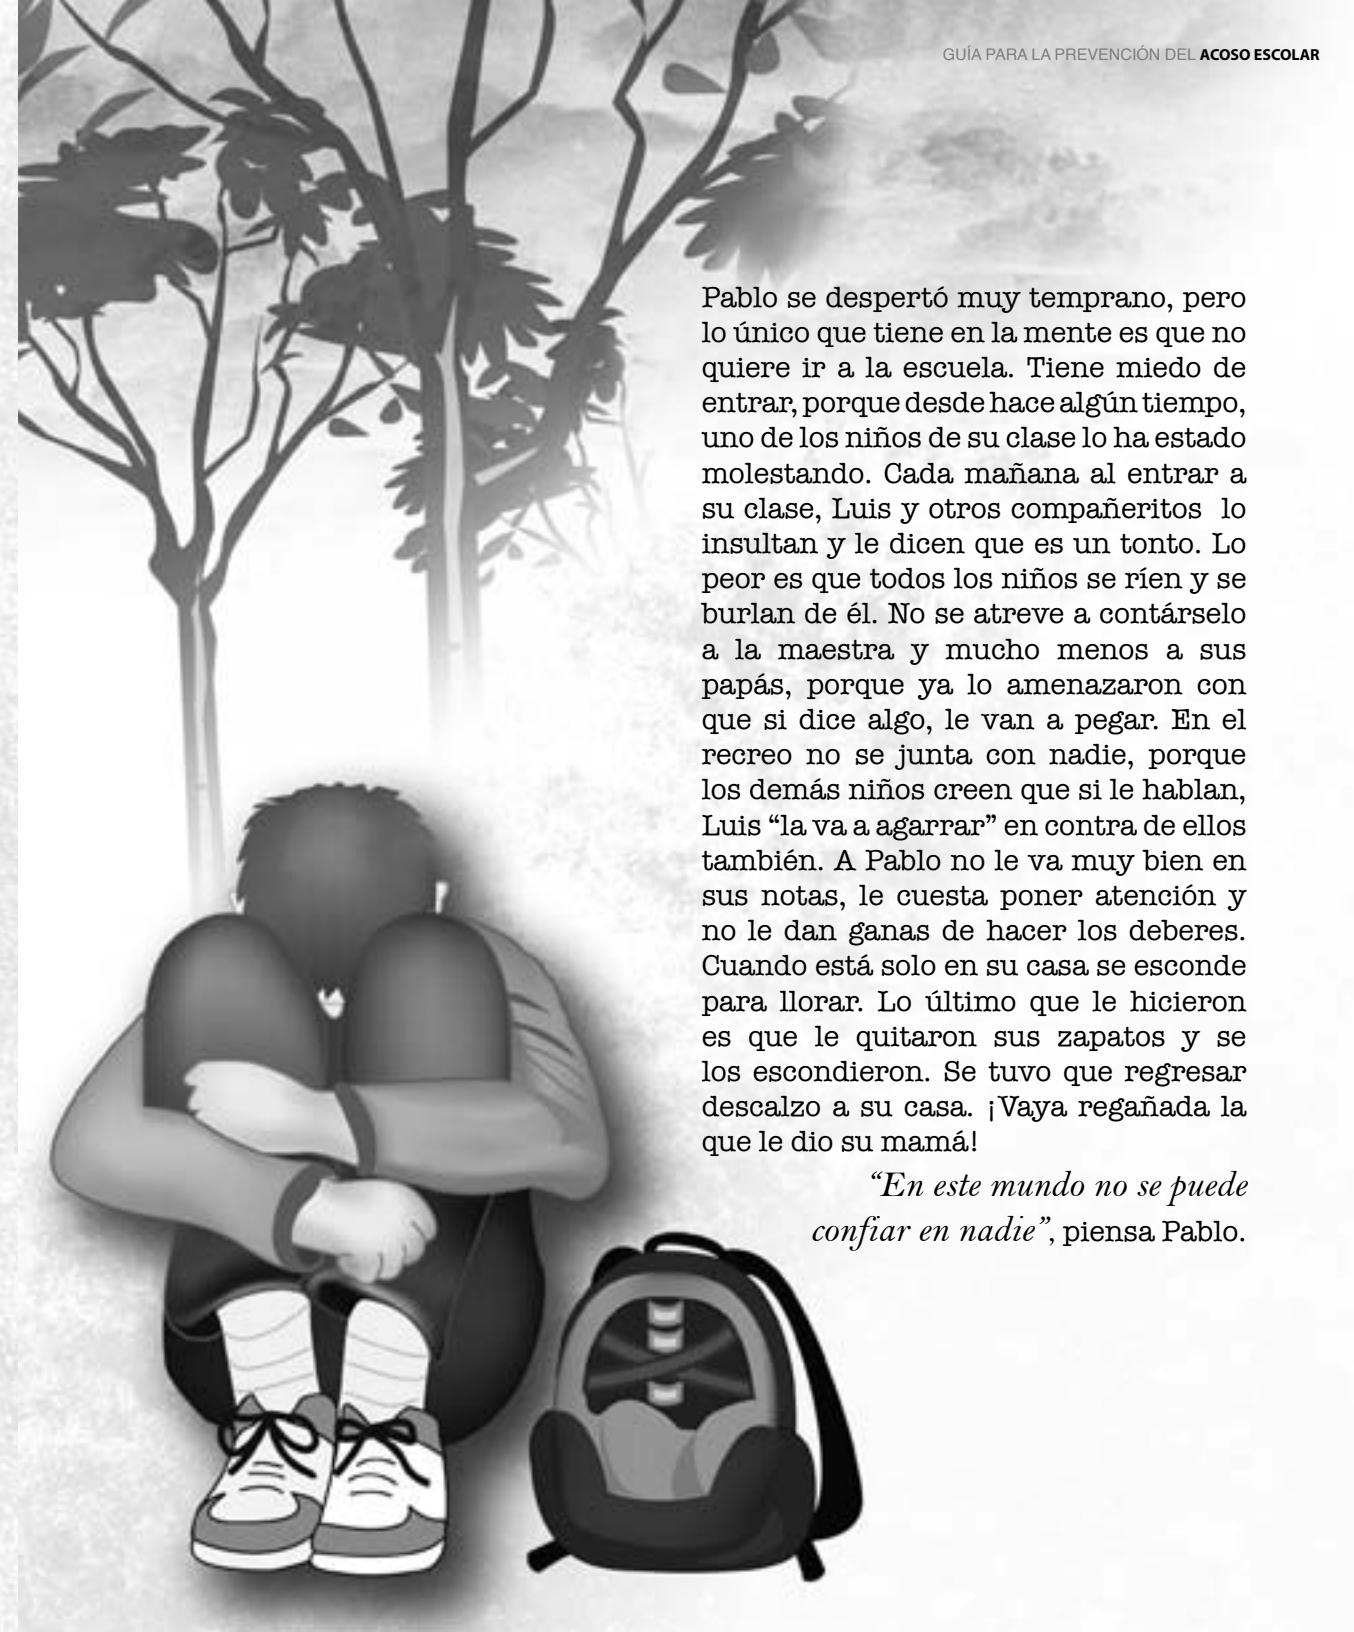 GUÍA PARA LA PREVENCIÓN DEL ACOSO ESCOLAR
Pablo se despertó muy temprano, pero
lo único que tiene en la mente es que no
quiere ir a la escuela. Tiene miedo de
entrar, porque desde hace algún tiempo,
uno de los niños de su clase lo ha estado
molestando. Cada mañana al entrar a
su clase, Luis y otros compañeritos lo
insultan y le dicen que es un tonto. Lo
peor es que todos los niños se ríen y se
burlan de él. No se atreve a contárselo
a la maestra y mucho menos a sus
papás, porque ya lo amenazaron con
que si dice algo, le van a pegar. En el
recreo no se junta con nadie, porque
los demás niños creen que si le hablan,
Luis “la va a agarrar” en contra de ellos
también. A Pablo no le va muy bien en
sus notas, le cuesta poner atención y
no le dan ganas de hacer los deberes.
Cuando está solo en su casa se esconde
para llorar. Lo último que le hicieron
es que le quitaron sus zapatos y se
los escondieron. Se tuvo que regresar
descalzo a su casa. ¡Vaya regañada la
que le dio su mamá!
“En este mundo no se puede
confiar en nadie”, piensa Pablo.